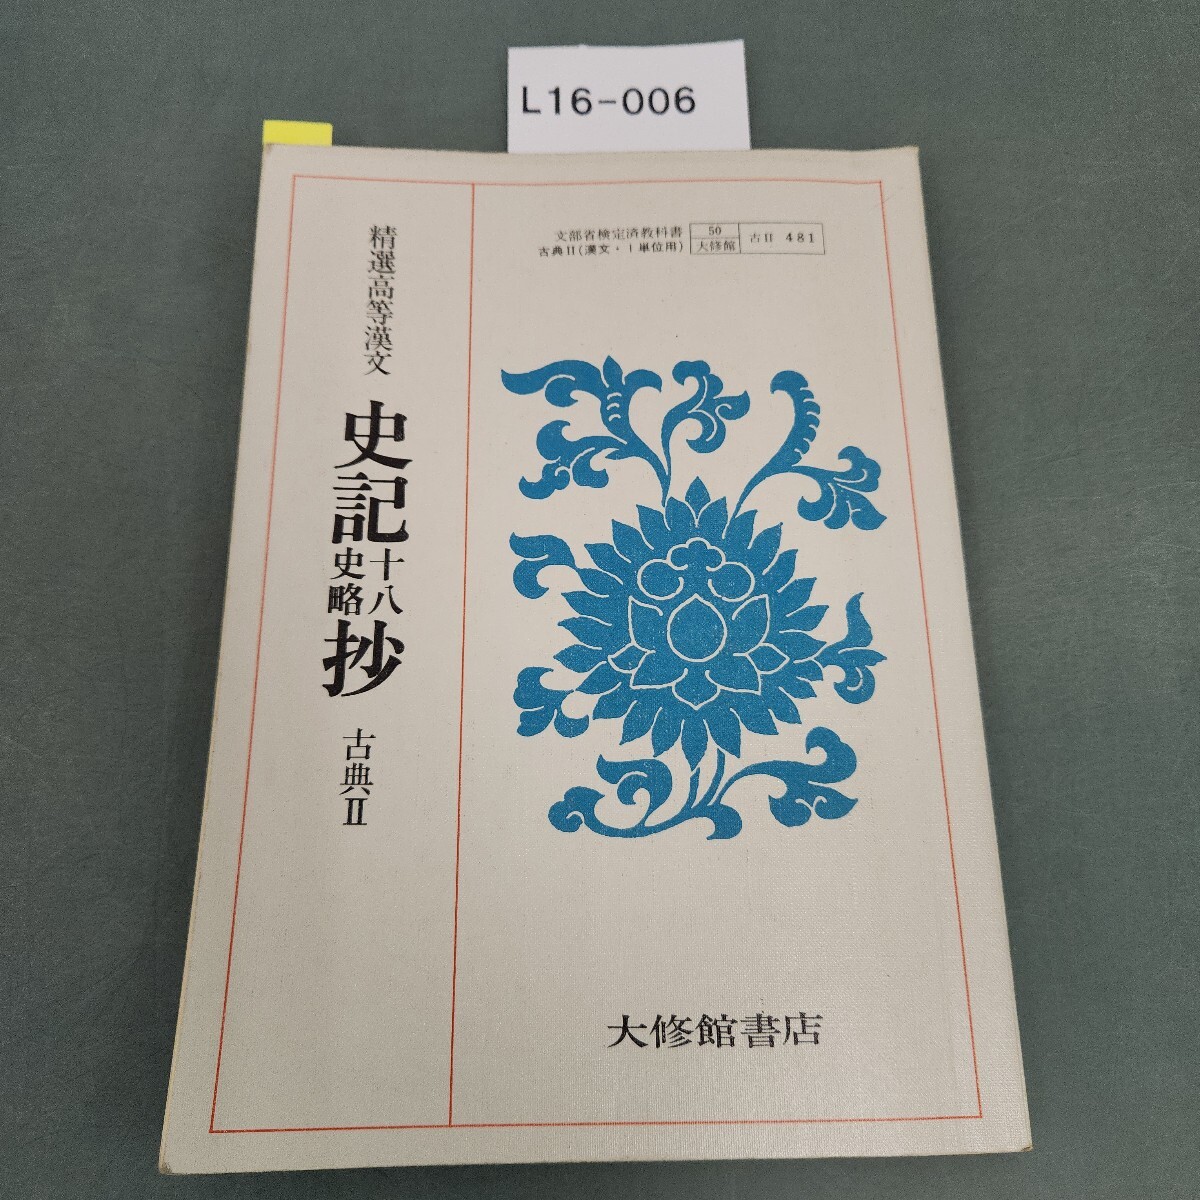 L16-006
文部省検定済教科書
古典II(漢文・I単位用)
50
大修館
古II 481
精選高等漢文
史記十八史略抄
古典II
大修館書店